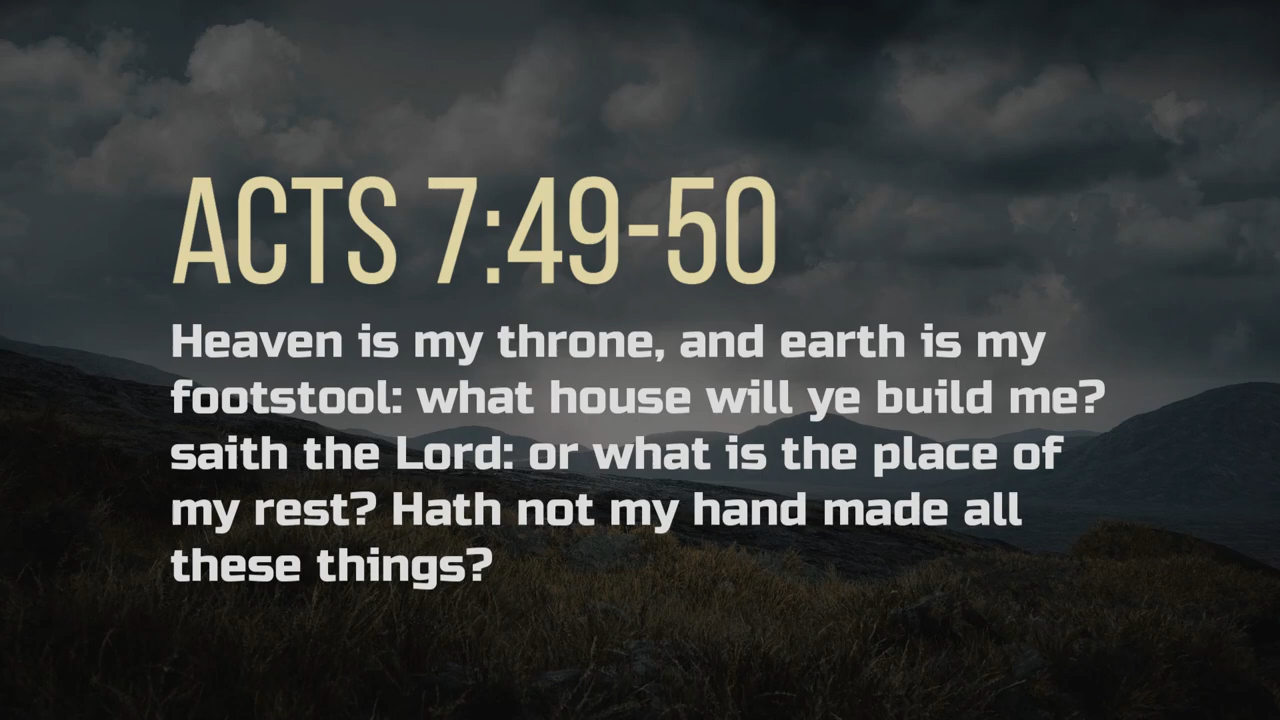 ACTS 7:49-50
Heaven is my throne, and earth is my
footstool: what house will ye build me?
saith the Lord: or what is the place of
my rest? Hath not my hand made all
these things?